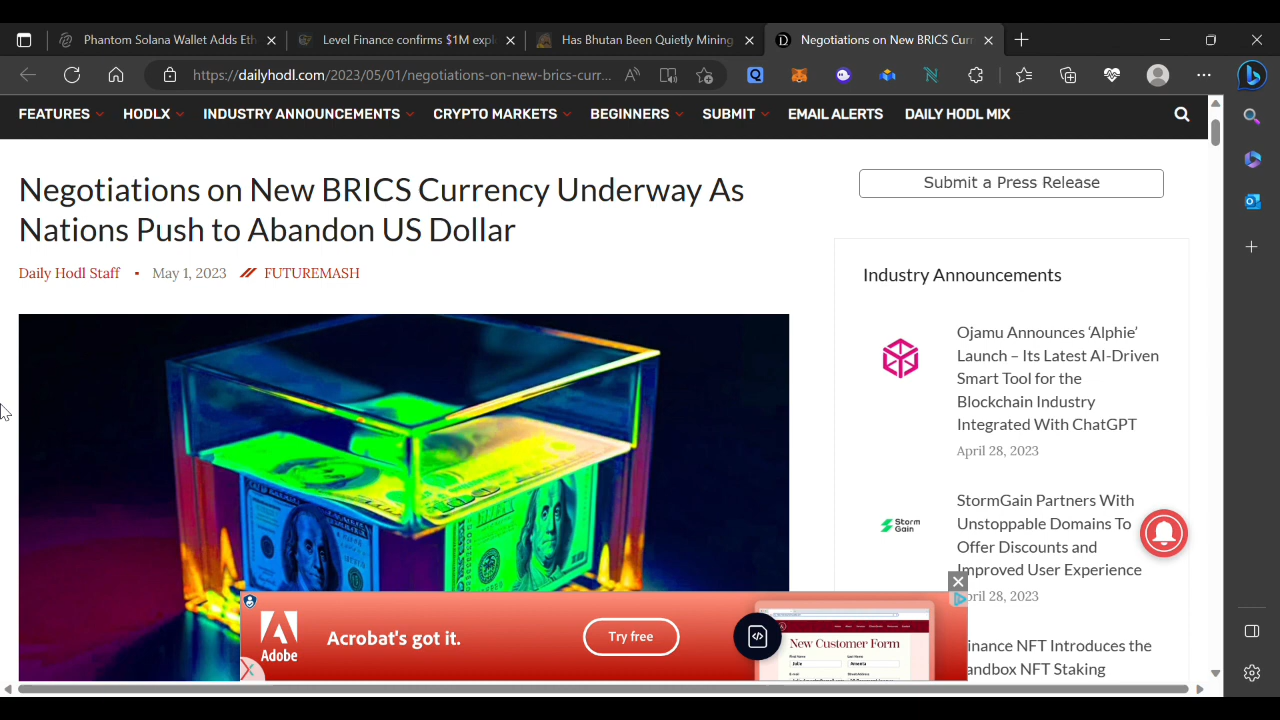 Phantom Solana Wallet Adds Eth
Level Finance confirms $1M expl
Has Bhutan Been Quietly Mining
Negotiations on New BRICS Curr
https://dailyhodl.com/2023/05/01/negotiations-on-new-brics-curr...
FEATURES HODLX INDUSTRY ANNOUNCEMENTS CRYPTO MARKETS BEGINNERS SUBMIT EMAIL ALERTS DAILY HODL MIX
Negotiations on New BRICS Currency Underway As
Nations Push to Abandon US Dollar
Daily Hodl Staff • May 1, 2023 FUTUREMASH
Submit a Press Release
Industry Announcements
Ojamu Announces ‘Alphie’
Launch – Its Latest AI-Driven
Smart Tool for the
Blockchain Industry
Integrated With ChatGPT
April 28, 2023
Storm
Gain
StormGain Partners With
Unstoppable Domains To
Offer Discounts and
Improved User Experience
pril 28, 2023
inance NFT Introduces the
andbox NFT Staking
Adobe
Acrobat's got it.
Try free
New Customer Form